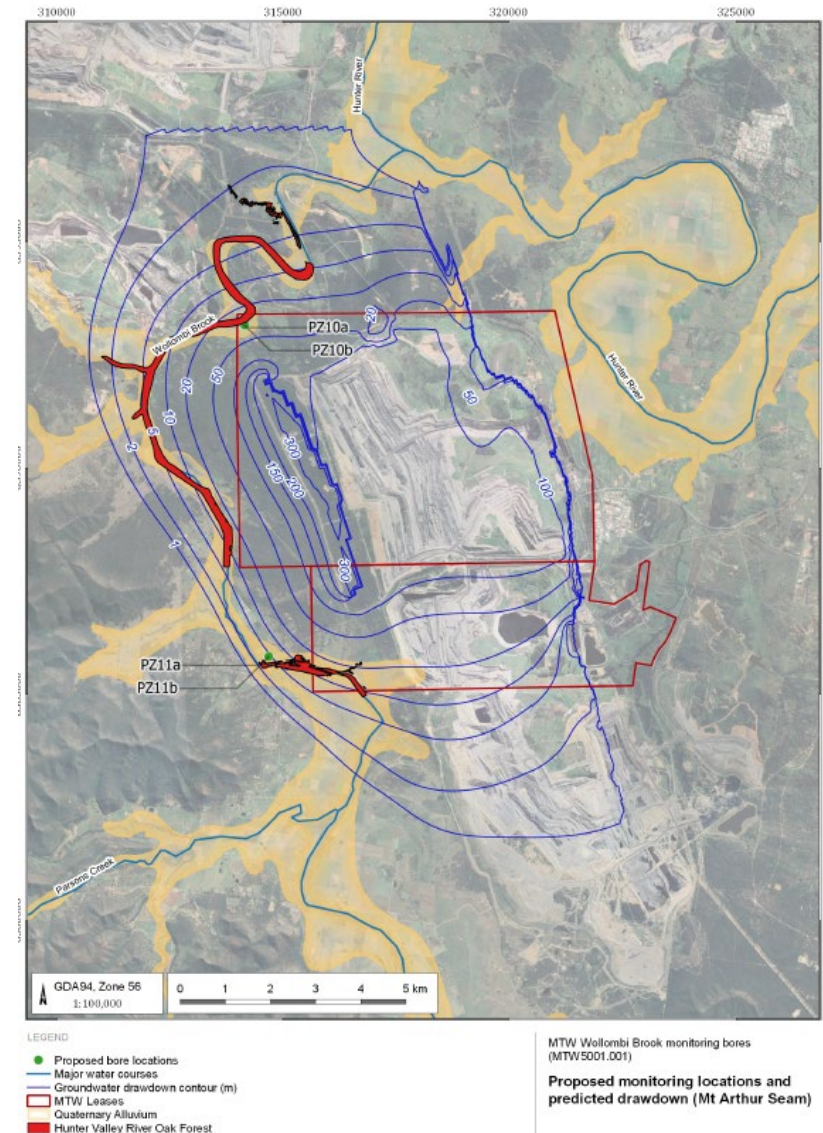 310000
315000
320000
325000
Hunter River
20
PZ10a
Wollombi Brook
PZ10b
Hunter River
20
50
50
10
5
300
2
150
200
100
1
300
PZ11a
PZ11b
Parsons Creek
GDA94, Zone 56
1:100,000
0 1 2 3 4 5 km
LEGEND
Proposed bore locations
Major water courses
Groundwater drawdown contour (m)
MTW Leases
Quaternary Alluvium
Hunter Valley River Oak Forest
MTW Wollombi Brook monitoring bores
(MTW5001.001)
Proposed monitoring locations and
predicted drawdown (Mt Arthur Seam)